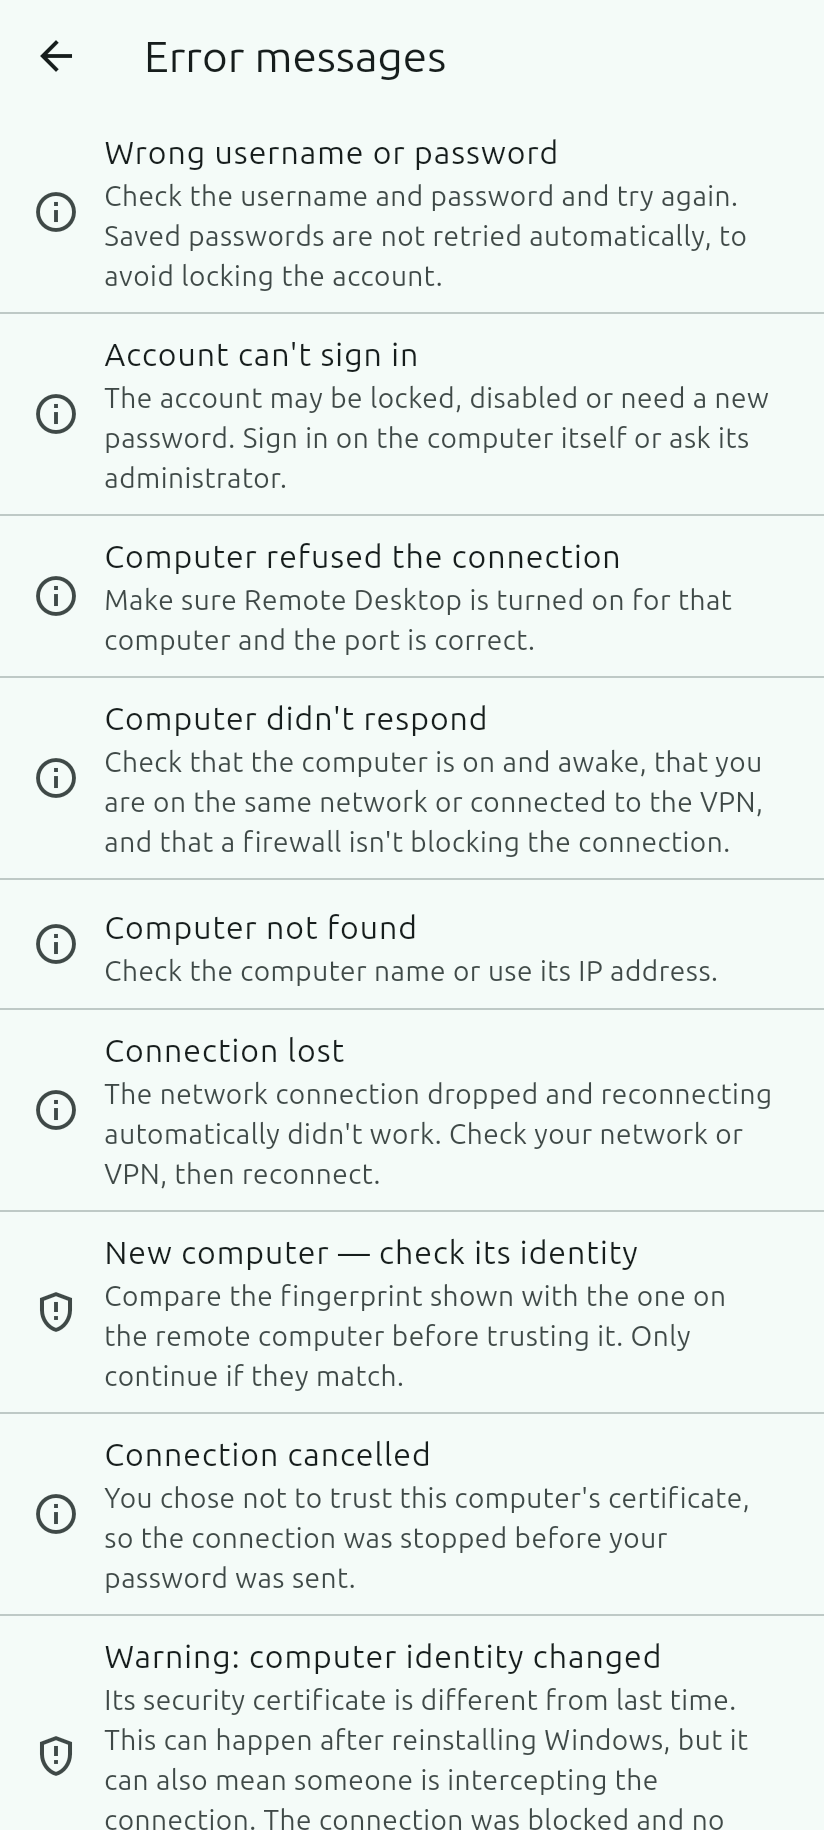 Error messages
Wrong username or password
Check the username and password and try again.
Saved passwords are not retried automatically, to
avoid locking the account.
Account can't sign in
The account may be locked, disabled or need a new
password. Sign in on the computer itself or ask its
administrator.
Computer refused the connection
Make sure Remote Desktop is turned on for that
computer and the port is correct.
Computer didn't respond
Check that the computer is on and awake, that you
are on the same network or connected to the VPN,
and that a firewall isn't blocking the connection.
Computer not found
Check the computer name or use its IP address.
Connection lost
The network connection dropped and reconnecting
automatically didn't work. Check your network or
VPN, then reconnect.
New computer — check its identity
Compare the fingerprint shown with the one on
the remote computer before trusting it. Only
continue if they match.
Connection cancelled
You chose not to trust this computer's certificate,
so the connection was stopped before your
password was sent.
Warning: computer identity changed
Its security certificate is different from last time.
This can happen after reinstalling Windows, but it
can also mean someone is intercepting the
connection. The connection was blocked and no